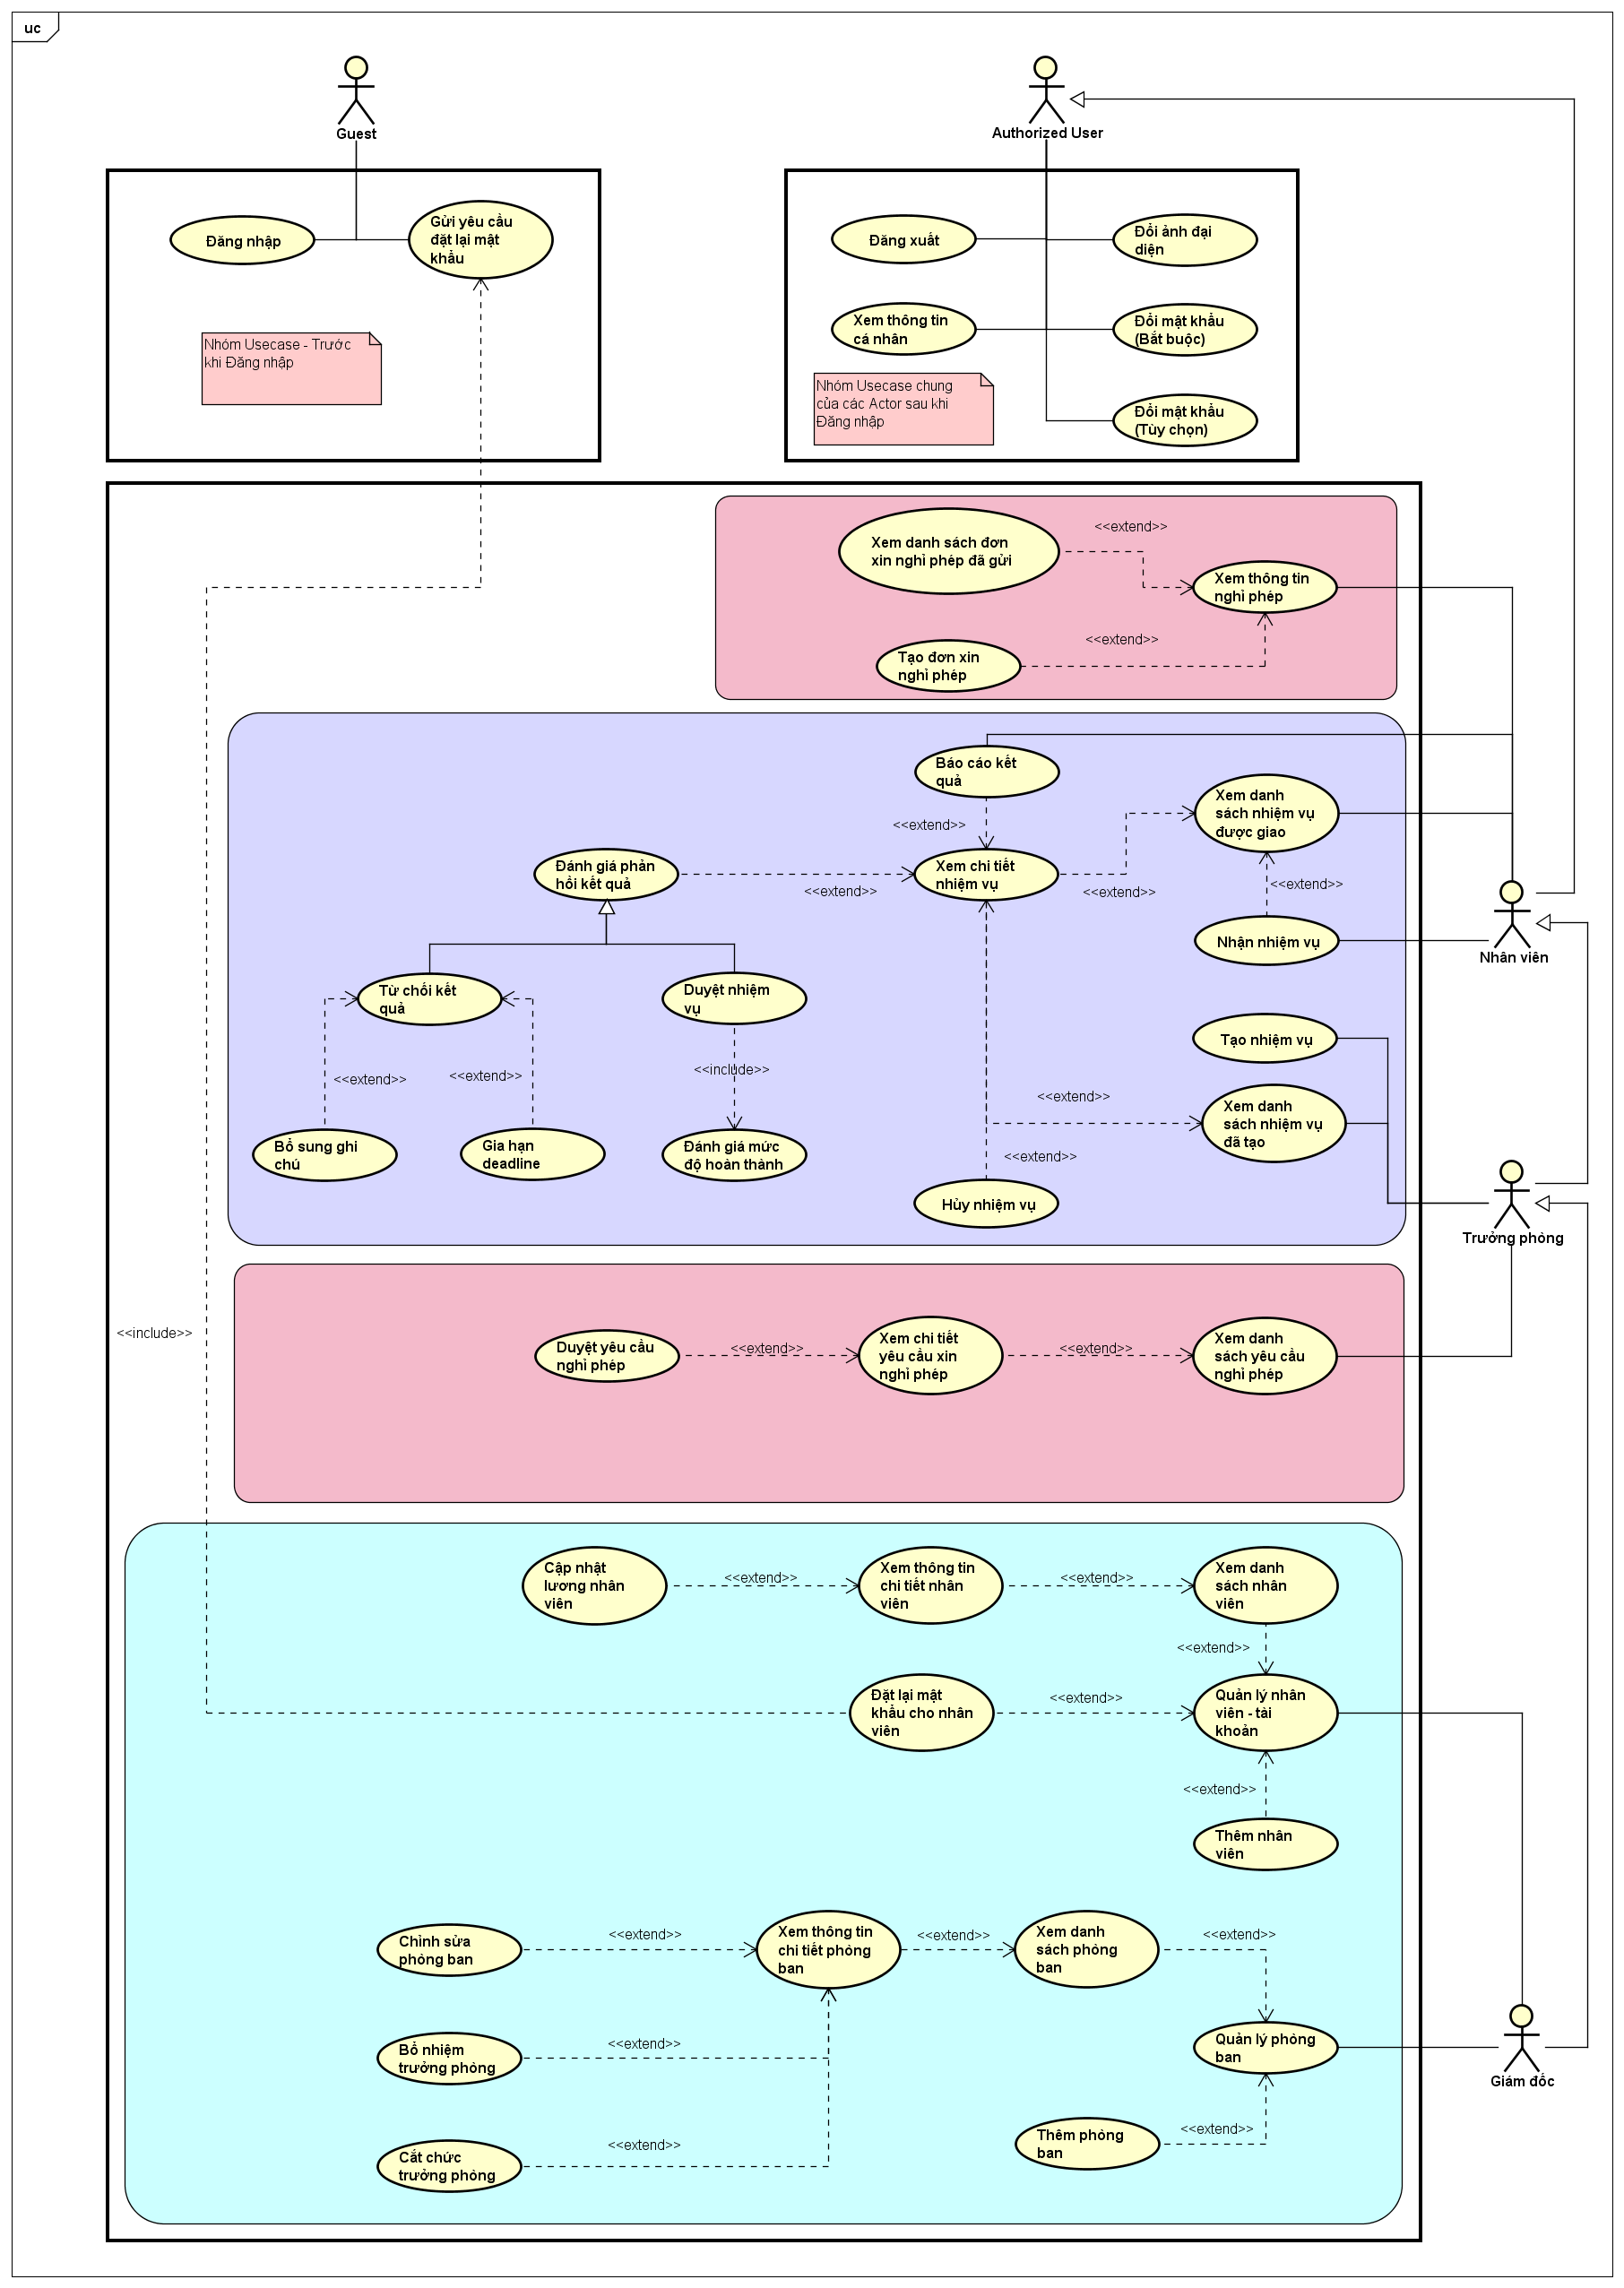 uc
Guest
Authorized User
Đăng nhập
Gửi yêu cầu
đặt lại mật
khẩu
Nhóm Usecase - Trước
khi Đăng nhập
Đăng xuất
Đổi ảnh đại
diện
Xem thông tin
cá nhân
Đổi mật khẩu
(Bắt buộc)
Nhóm Usecase chung
của các Actor sau khi
Đăng nhập
Đổi mật khẩu
(Tùy chọn)
Xem danh sách đơn
xin nghỉ phép đã gửi
<<extend>>
Xem thông tin
nghỉ phép
<<extend>>
Tạo đơn xin
nghỉ phép
Báo cáo kết
quả
<<extend>>
Xem danh
sách nhiệm vụ
được giao
Đánh giá phản
hồi kết quả
<<extend>>
Xem chi tiết
nhiệm vụ
<<extend>>
<<extend>>
Nhận nhiệm vụ
Nhân viên
Từ chối kết
quả
Duyệt nhiệm
vụ
Tạo nhiệm vụ
<<extend>>
<<extend>>
<<include>>
<<extend>>
Xem danh
sách nhiệm vụ
đã tạo
Bổ sung ghi
chú
Gia hạn
deadline
Đánh giá mức
độ hoàn thành
<<extend>>
Hủy nhiệm vụ
Trưởng phòng
<<include>>
Duyệt yêu cầu
nghỉ phép
<<extend>>
Xem chi tiết
yêu cầu xin
nghỉ phép
<<extend>>
Xem danh
sách yêu cầu
nghỉ phép
Cập nhật
lương nhân
viên
<<extend>>
Xem thông tin
chi tiết nhân
viên
<<extend>>
Xem danh
sách nhân
viên
<<extend>>
Đặt lại mật
khẩu cho nhân
viên
<<extend>>
Quản lý nhân
viên - tài
khoản
<<extend>>
Thêm nhân
viên
Chỉnh sửa
phòng ban
<<extend>>
Xem thông tin
chi tiết phòng
ban
<<extend>>
Xem danh
sách phòng
ban
<<extend>>
Bổ nhiệm
trưởng phòng
<<extend>>
Quản lý phòng
ban
Giám đốc
Cắt chức
trưởng phòng
<<extend>>
Thêm phòng
ban
<<extend>>